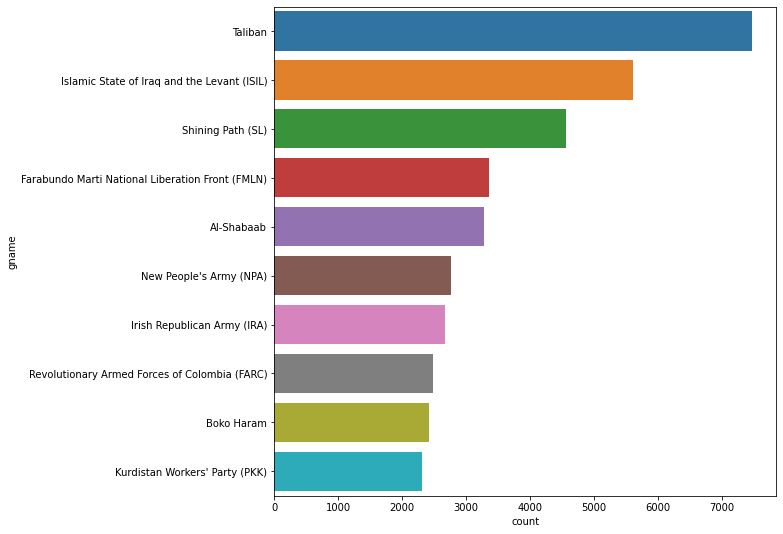 Taliban
Islamic State of Iraq and the Levant (ISIL)
Shining Path (SL)
Farabundo Marti National Liberation Front (FMLN)
Al-Shabaab
gname
New People's Army (NPA)
Irish Republican Army (IRA)
Revolutionary Armed Forces of Colombia (FARC)
Boko Haram
Kurdistan Workers' Party (PKK)
0 1000 2000 3000 4000 5000 6000 7000
count